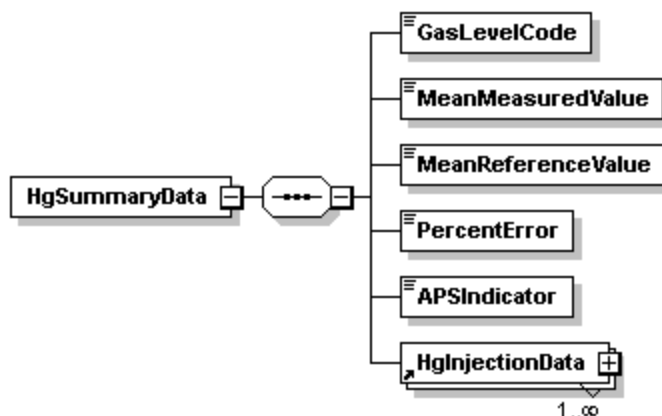 GasLevelCode
MeanMeasuredValue
MeanReferenceValue
HgSummaryData
PercentError
APSIndicator
HgInjectionData
1..∞